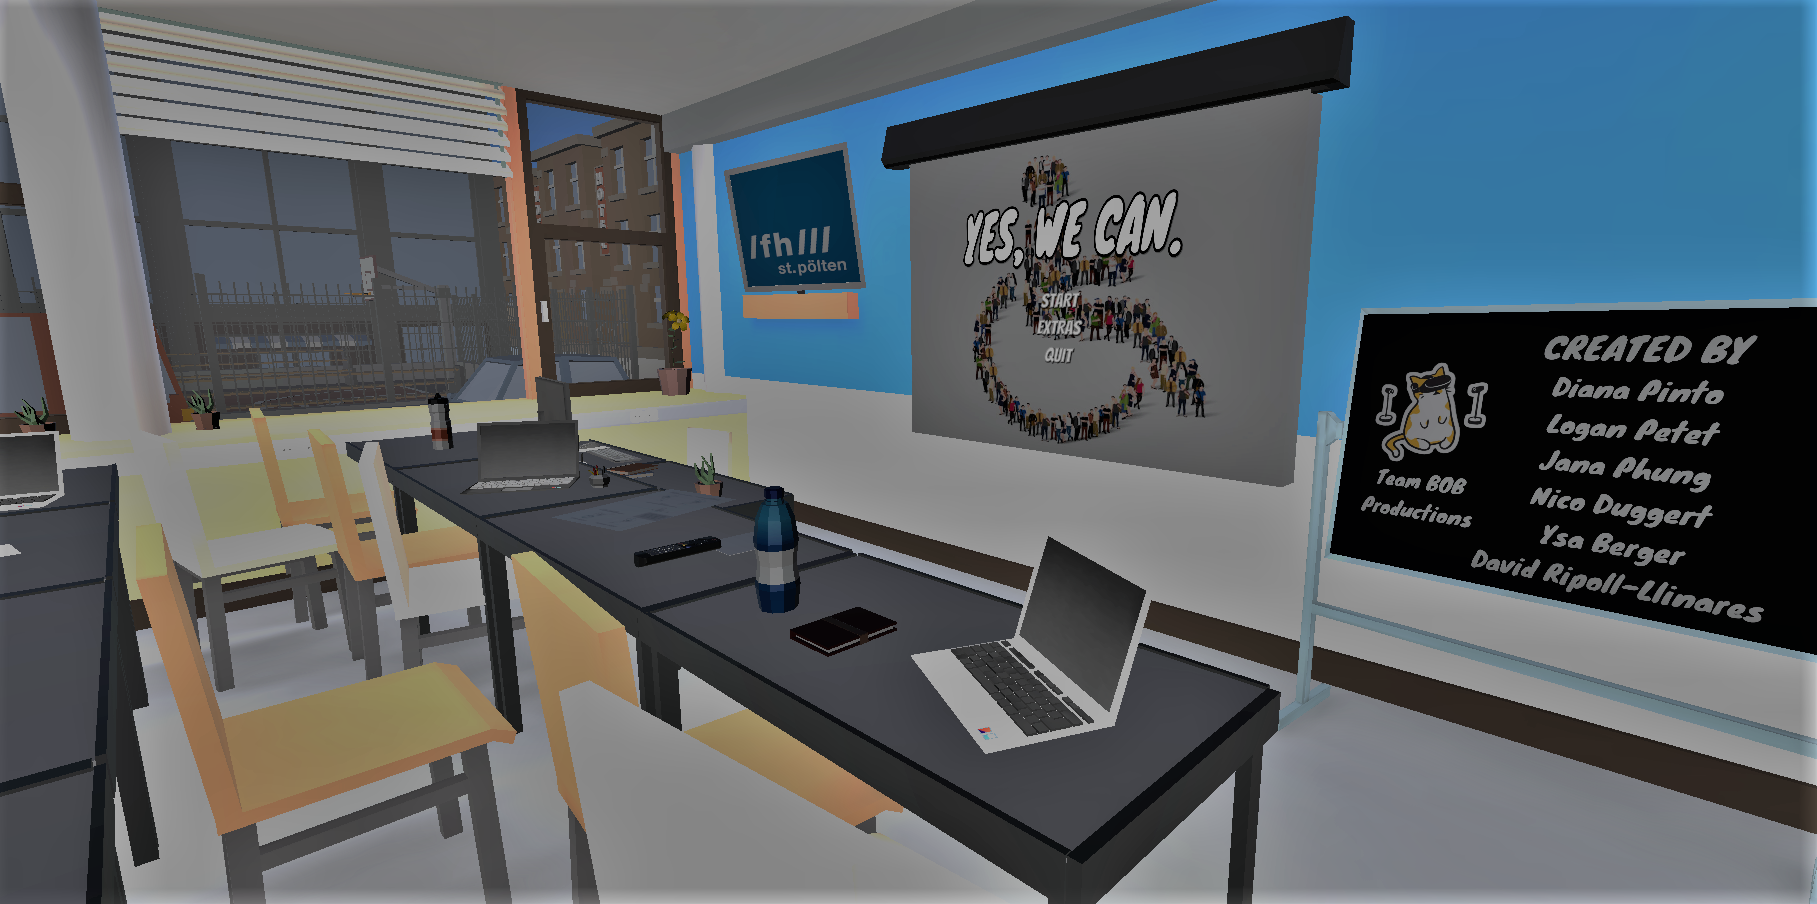 /fh///
st.pölten
YES, WE CAN.
START
EXTRAS
QUIT
CREATED BY
Diana Pinto
Logan Petet
Jana Phung
Nico Duggert
Ysa Berger
David Ripoll-Llinares
Team BOB
Productions